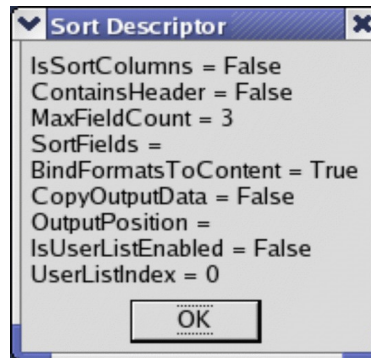 Sort Descriptor
IsSortColumns = False
ContainsHeader = False
MaxFieldCount = 3
SortFields =
BindFormatsToContent = True
CopyOutputData = False
OutputPosition =
IsUserListEnabled = False
UserListIndex = 0
OK